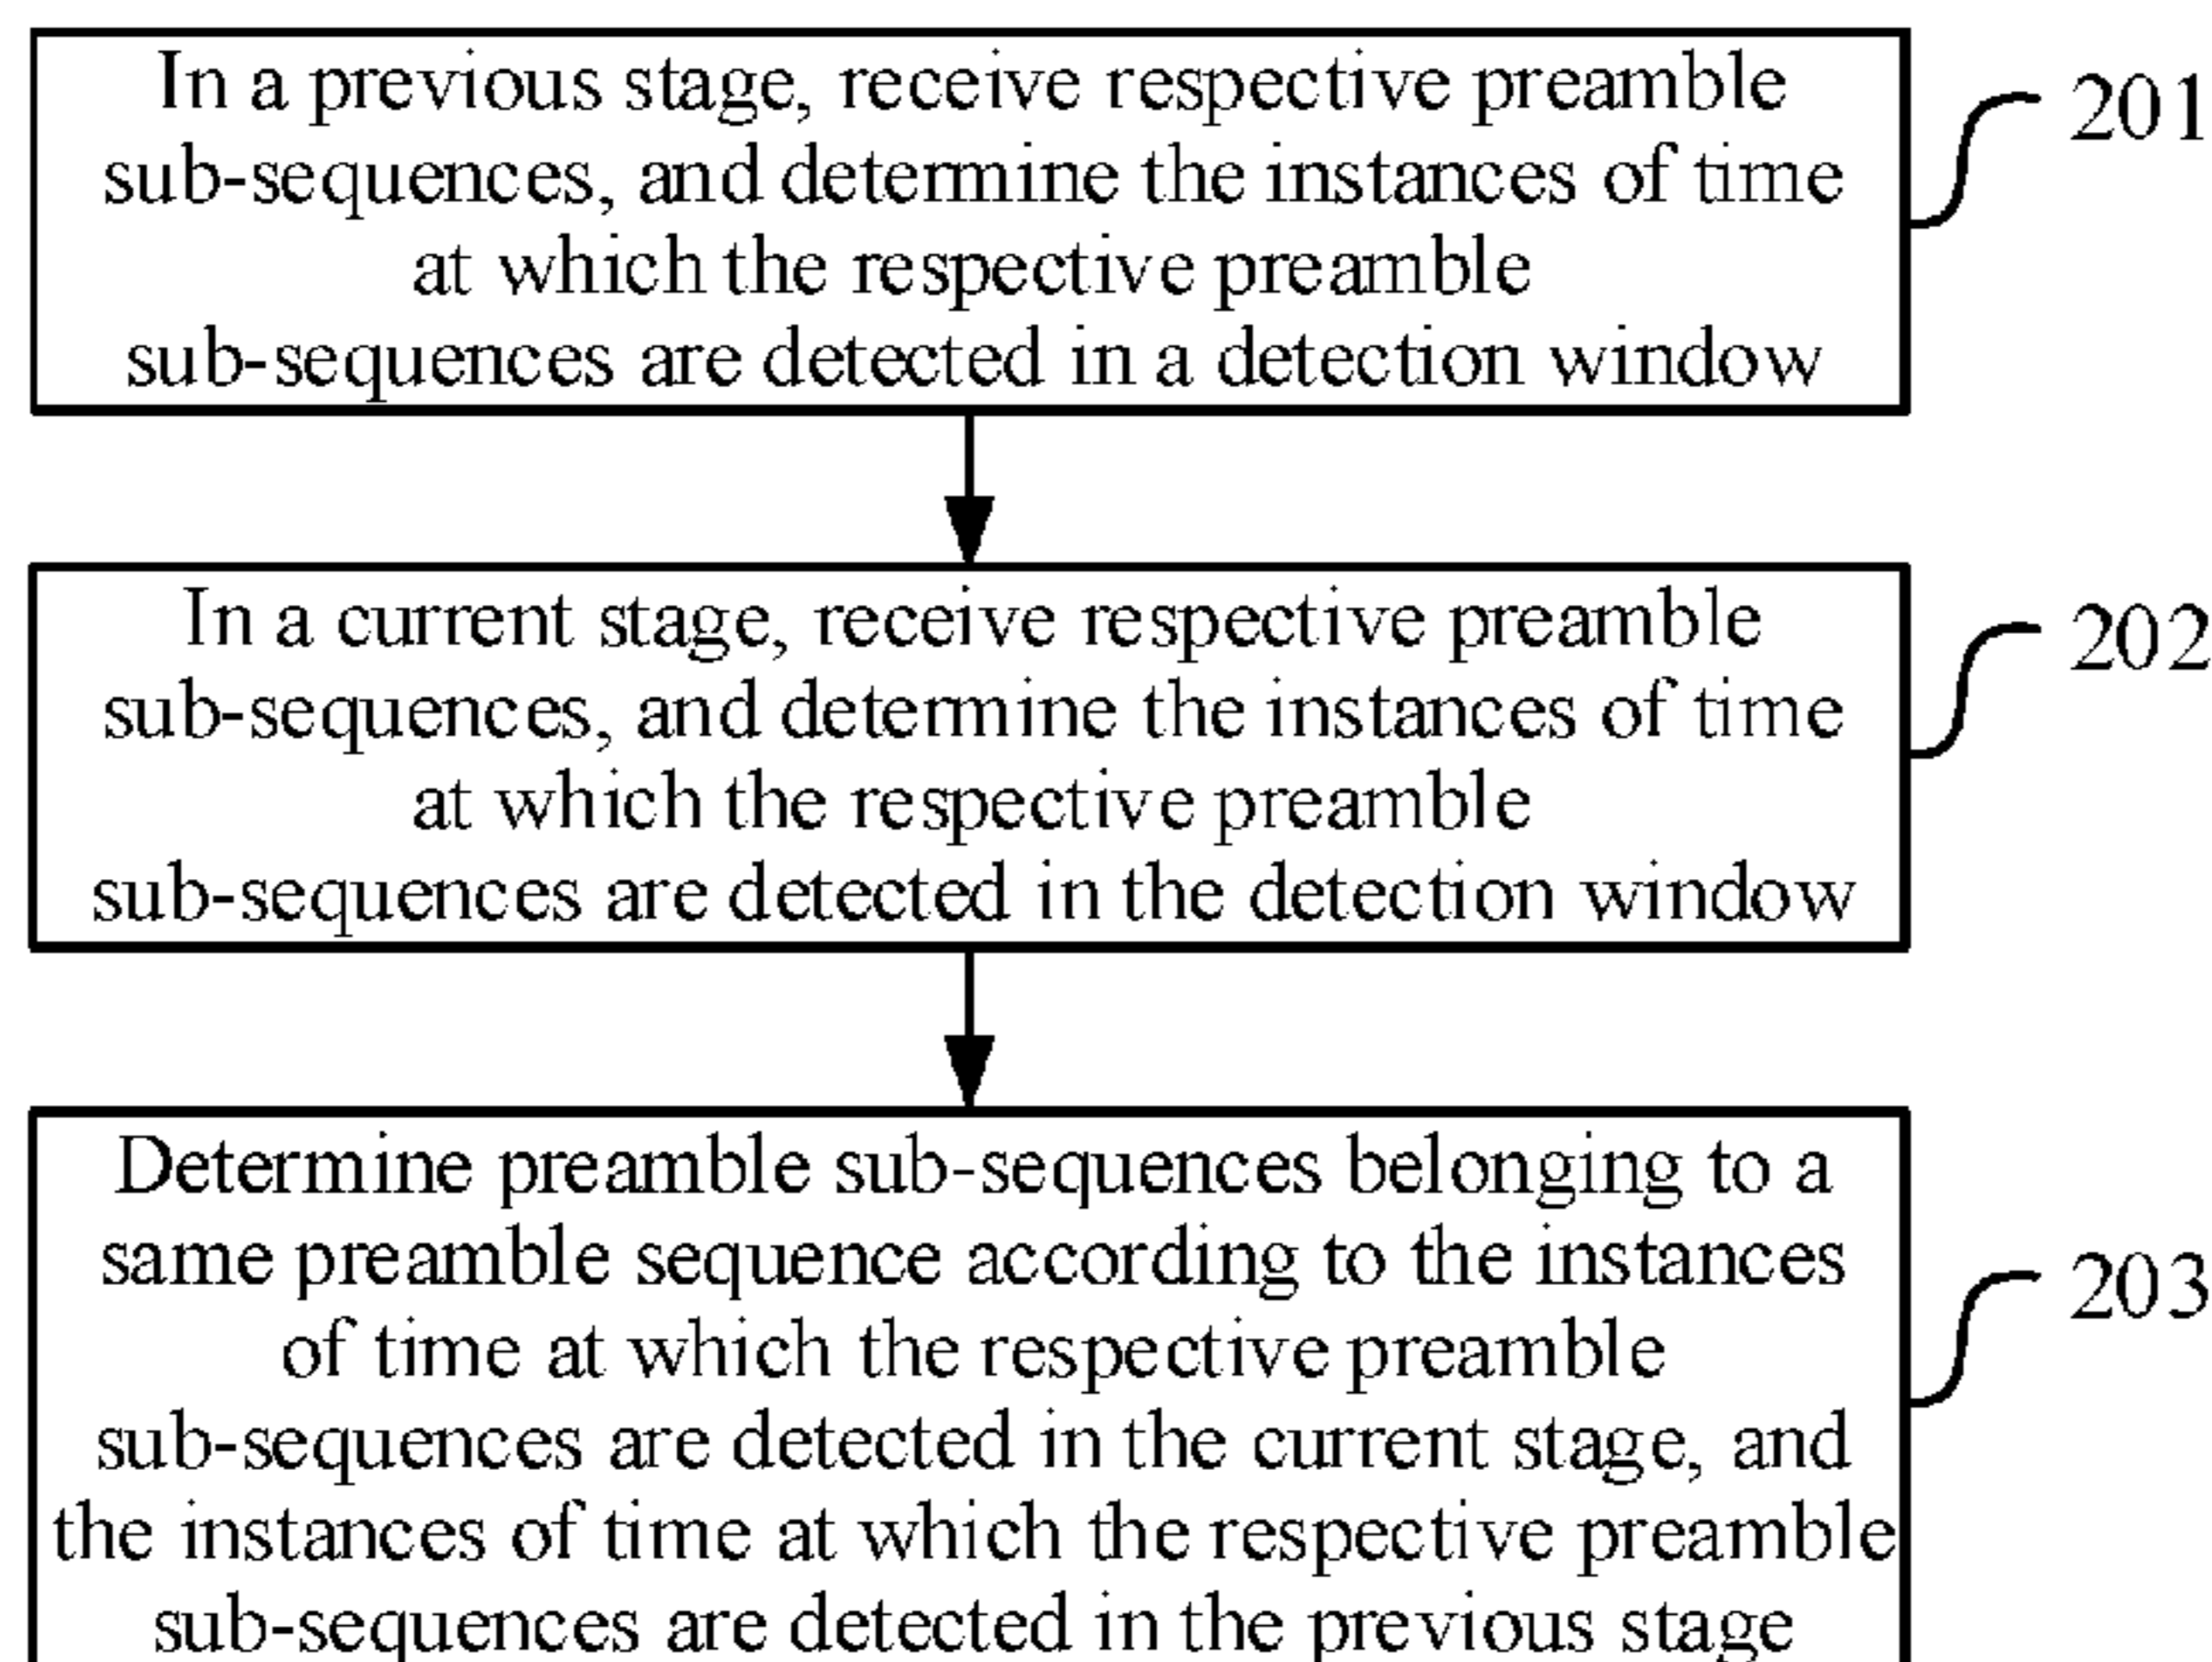 In a previous stage, receive respective preamble
sub-sequences, and determine the instances of time
at which the respective preamble
sub-sequences are detected in a detection window
201
In a current stage, receive respective preamble
sub-sequences, and determine the instances of time
at which the respective preamble
sub-sequences are detected in the detection window
202
Determine preamble sub-sequences belonging to a
same preamble sequence according to the instances
of time at which the respective preamble
sub-sequences are detected in the current stage, and
the instances of time at which the respective preamble
sub-sequences are detected in the previous stage
203